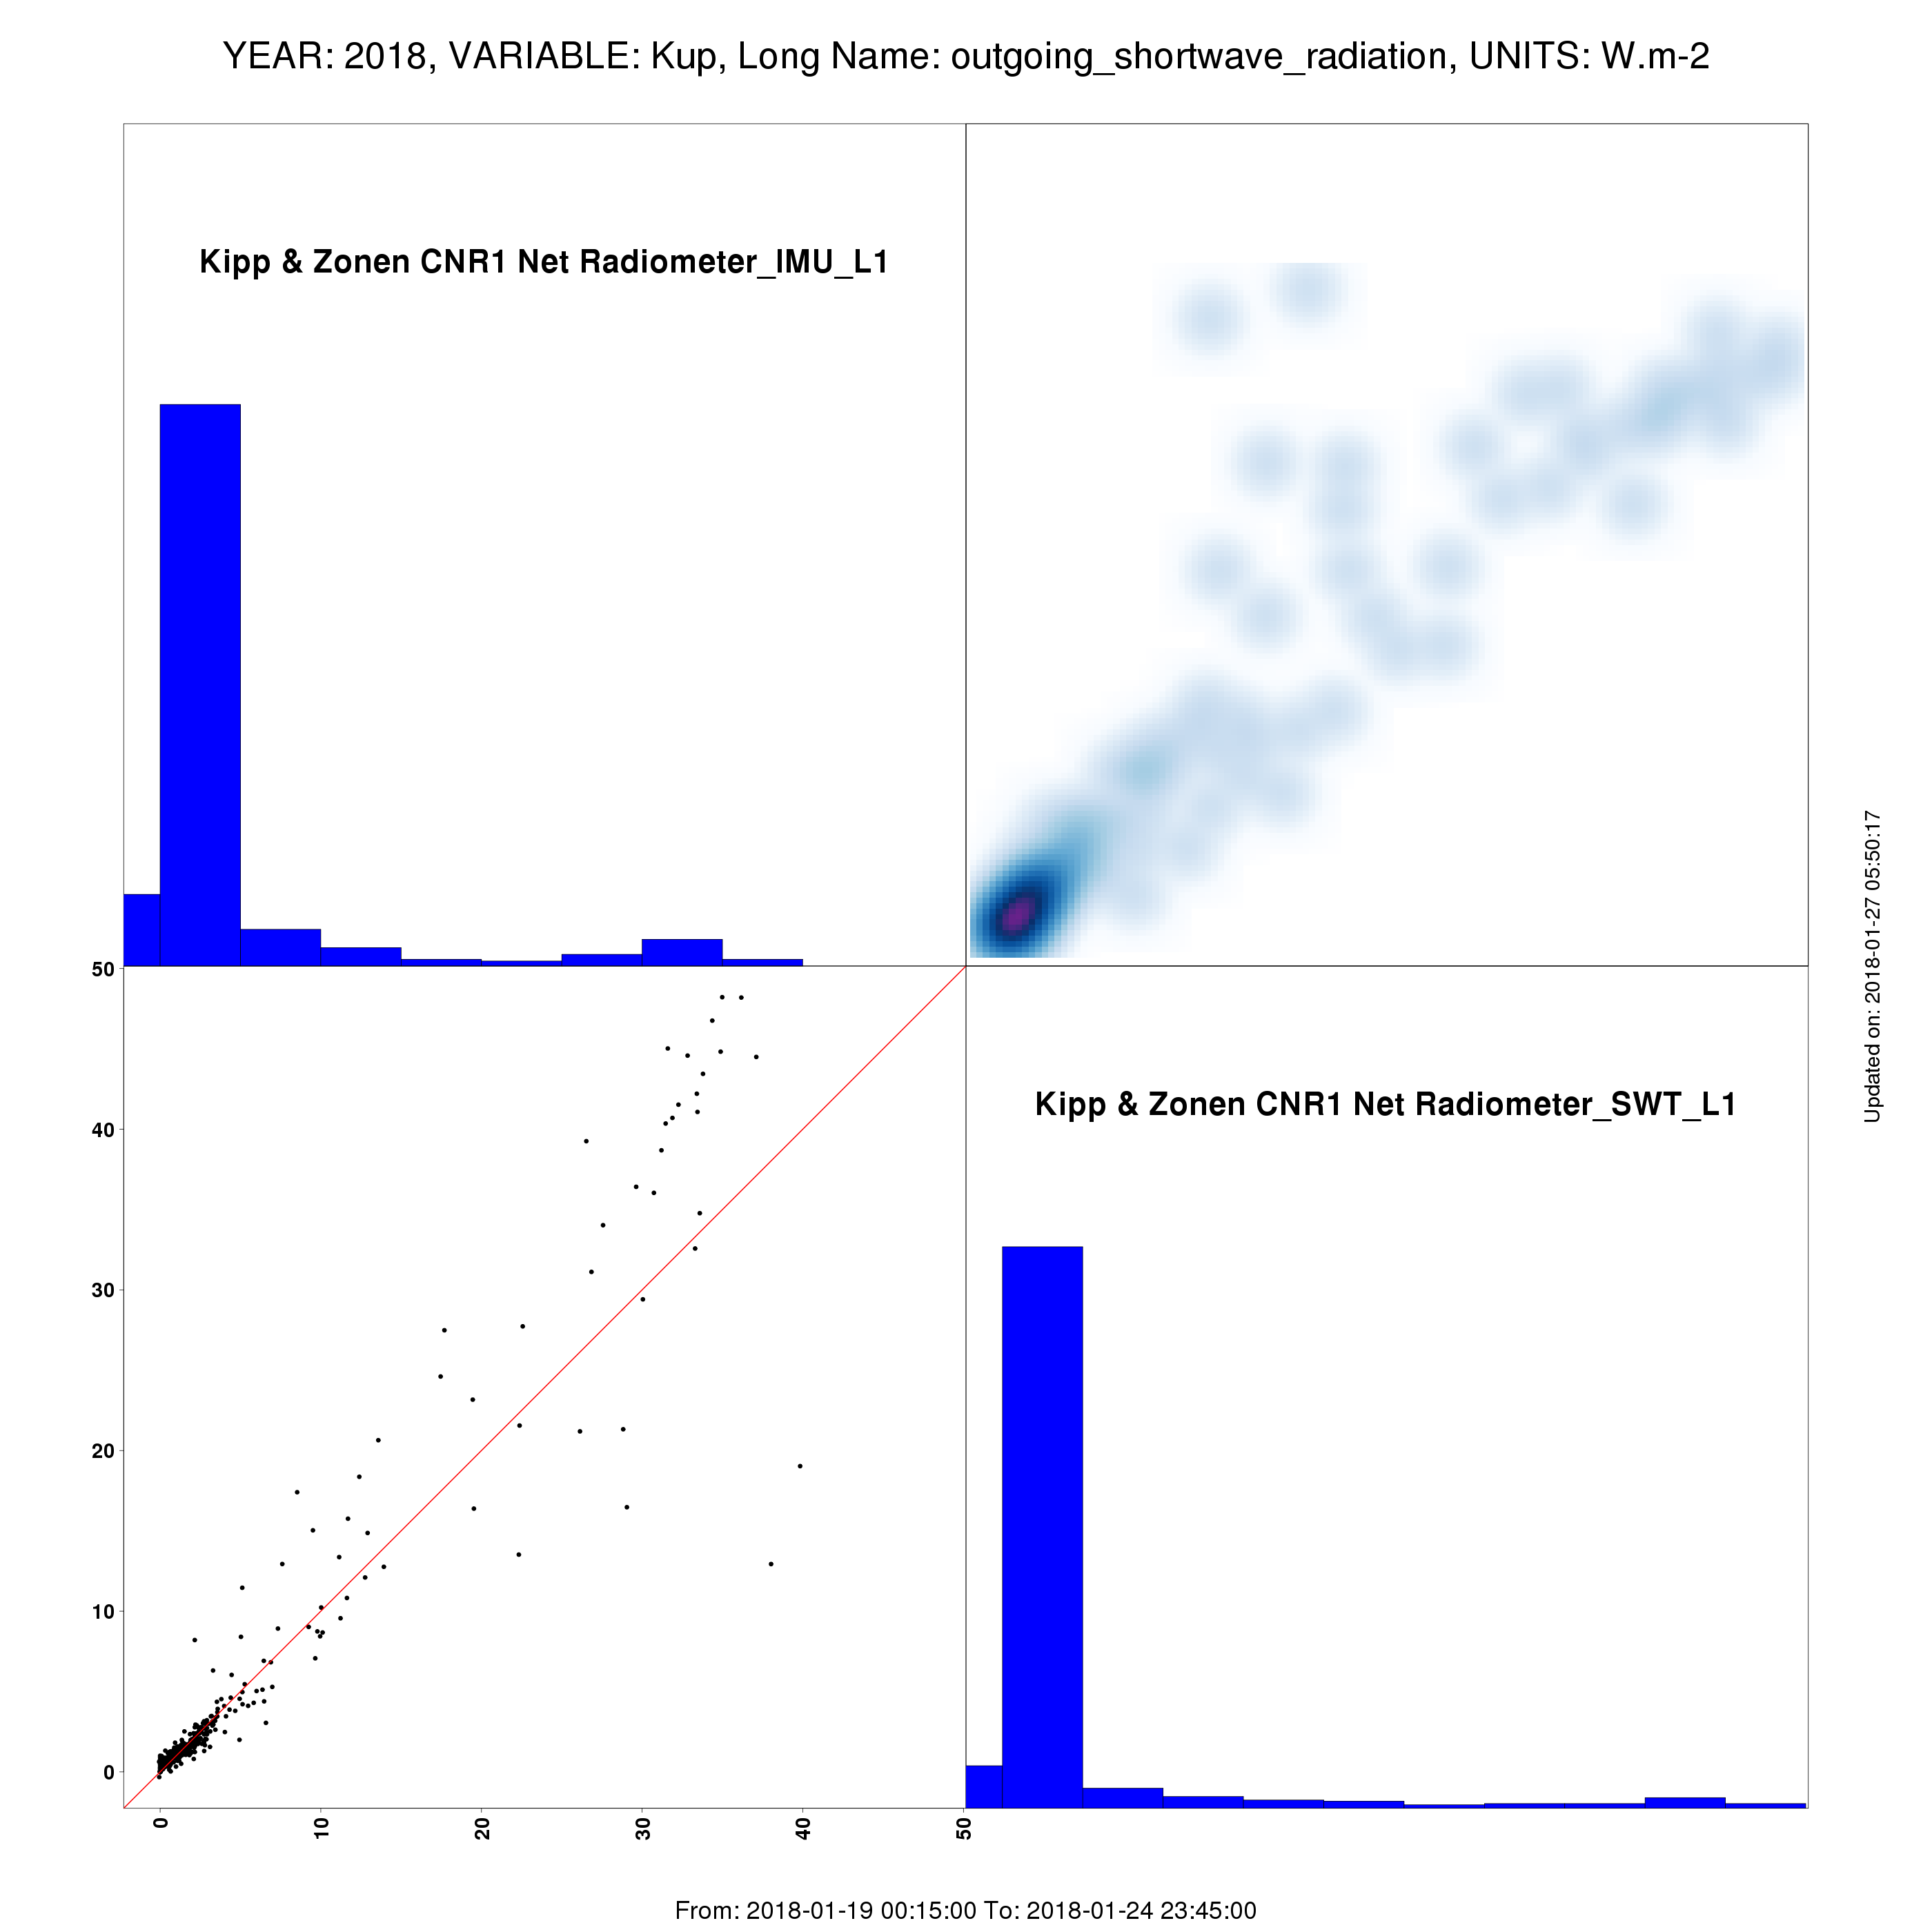 YEAR: 2018, VARIABLE: Kup, Long Name: outgoing_shortwave_radiation, UNITS: W.m-2
Kipp & Zonen CNR1 Net Radiometer_IMU_L1
Updated on: 2018-01-27 05:50:17
50
40
30
20
10
0
Kipp & Zonen CNR1 Net Radiometer_SWT_L1
0 10 20 30 40 50
From: 2018-01-19 00:15:00 To: 2018-01-24 23:45:00